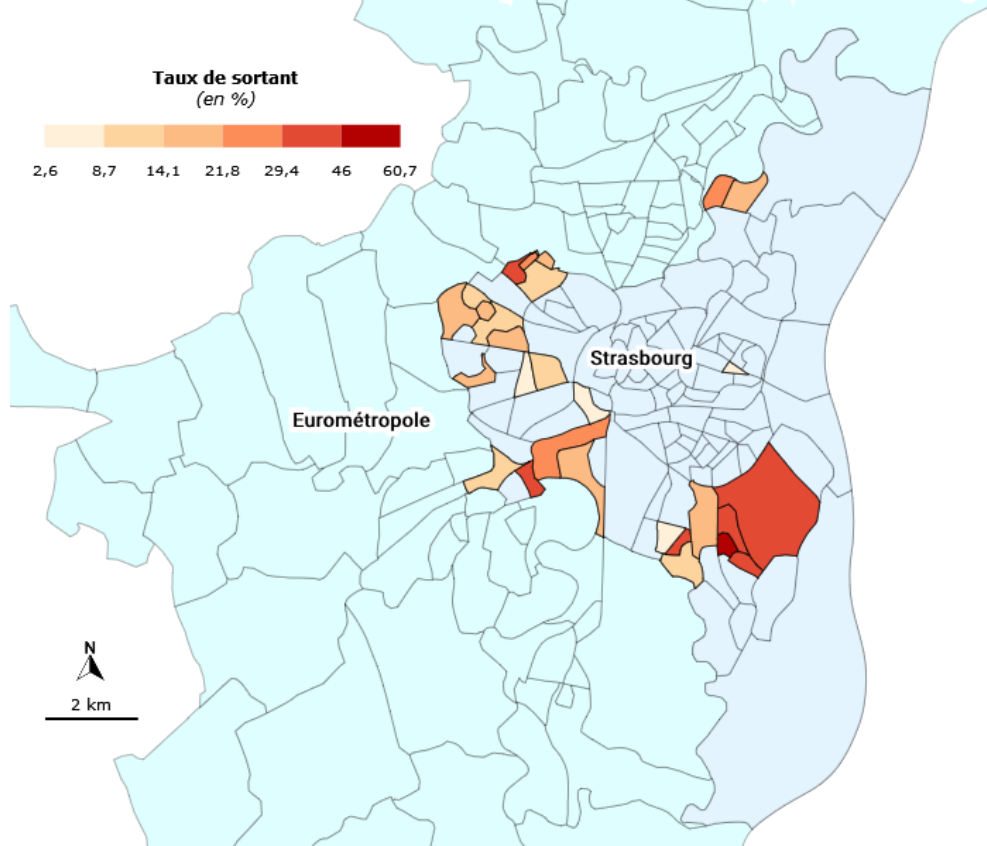 Taux de sortant
(en %)
2,6 8,7 14,1 21,8 29,4 46 60,7
Strasbourg
Eurométropole
N
2 km